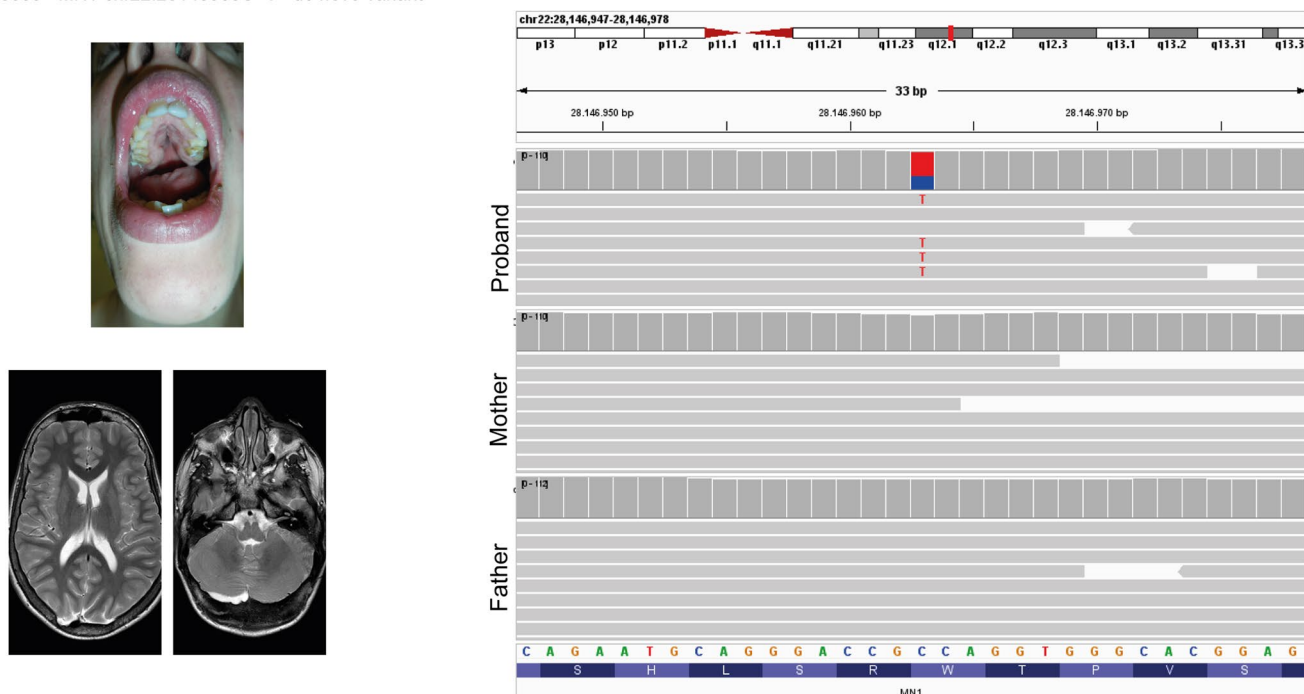 chr22:28,146,947-28,146,978
p13 p12 p11.2 p11.1 q11.1 q11.21 q11.23 q12.1 q12.2 q12.3 q13.1 q13.2 q13.31 q13.3
33 bp
28.146.950 bp 28.146.960 bp 28.146.970 bp
Proband
[0 - 110]
T
T
T
T
Mother
[0 - 110]
Father
[0 - 112]
C A G A A T G C A G G G A C C G C C A G G T G G G C A C G G A G
S H L S R W T P V S
MN1